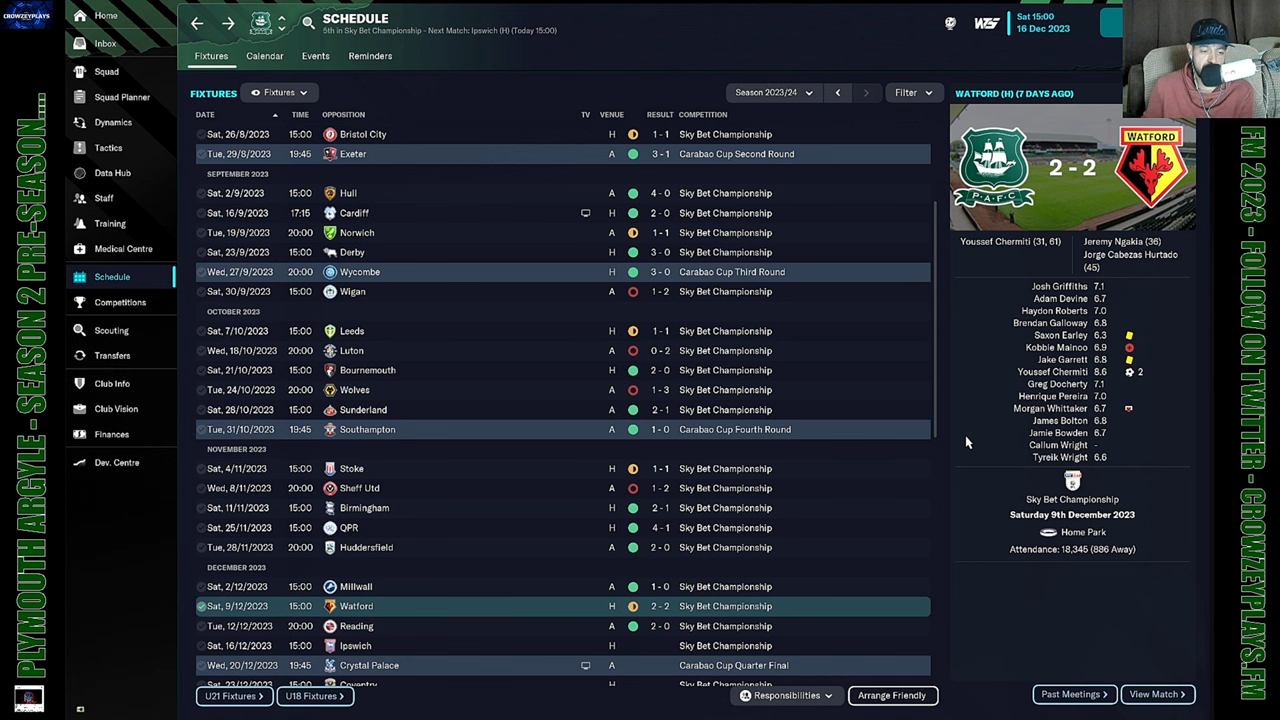 CROWZEYPLAYS
PLYMOUTH ARGYLE - SEASON 2 PRE-SEASON....
Home
Inbox
Squad
Squad Planner
Dynamics
Tactics
Data Hub
Staff
Training
Medical Centre
Schedule
Competitions
Scouting
Transfers
Club Info
Club Vision
Finances
Dev. Centre
SCHEDULE
5th in Sky Bet Championship - Next Match: Ipswich (H) (Today 15:00)
Sat 15:00
16 Dec 2023
Fixtures Calendar Events Reminders
FIXTURES Fixtures Season 2023/24 Filter
DATE TIME OPPOSITION TV VENUE RESULT COMPETITION
Sat, 26/8/2023 15:00 Bristol City H 1 - 1 Sky Bet Championship
Tue, 29/8/2023 19:45 Exeter A 3 - 1 Carabao Cup Second Round
SEPTEMBER 2023
Sat, 2/9/2023 15:00 Hull H 4 - 0 Sky Bet Championship
Sat, 16/9/2023 17:15 Cardiff H 2 - 0 Sky Bet Championship
Tue, 19/9/2023 20:00 Norwich A 1 - 1 Sky Bet Championship
Sat, 23/9/2023 15:00 Derby H 3 - 0 Sky Bet Championship
Wed, 27/9/2023 20:00 Wycombe H 3 - 0 Carabao Cup Third Round
Sat, 30/9/2023 15:00 Wigan A 1 - 2 Sky Bet Championship
OCTOBER 2023
Sat, 7/10/2023 15:00 Leeds H 1 - 1 Sky Bet Championship
Wed, 18/10/2023 20:00 Luton A 0 - 2 Sky Bet Championship
Sat, 21/10/2023 15:00 Bournemouth H 2 - 0 Sky Bet Championship
Tue, 24/10/2023 20:00 Wolves A 1 - 3 Sky Bet Championship
Sat, 28/10/2023 15:00 Sunderland A 2 - 1 Sky Bet Championship
Tue, 31/10/2023 19:45 Southampton A 1 - 0 Carabao Cup Fourth Round
NOVEMBER 2023
Sat, 4/11/2023 15:00 Stoke H 1 - 1 Sky Bet Championship
Wed, 8/11/2023 20:00 Sheff Utd A 1 - 2 Sky Bet Championship
Sat, 11/11/2023 15:00 Birmingham H 2 - 1 Sky Bet Championship
Sat, 25/11/2023 15:00 QPR H 4 - 1 Sky Bet Championship
Tue, 28/11/2023 20:00 Huddersfield A 2 - 0 Sky Bet Championship
DECEMBER 2023
Sat, 2/12/2023 15:00 Millwall A 1 - 0 Sky Bet Championship
Sat, 9/12/2023 15:00 Watford H 2 - 2 Sky Bet Championship
Tue, 12/12/2023 20:00 Reading A 2 - 0 Sky Bet Championship
Sat, 16/12/2023 15:00 Ipswich H Sky Bet Championship
Wed, 20/12/2023 19:45 Crystal Palace A Carabao Cup Quarter Final
Sat, 23/12/2023 15:00 Coventry H Sky Bet Championship
U21 Fixtures > U18 Fixtures > Responsibilities Arrange Friendly
WATFORD (H) (7 DAYS AGO)
P.A.F.C
2 - 2
WATFORD
Youssef Chermiti (31, 61)
Jeremy Ngakia (36)
Jorge Cabezas Hurtado
(45)
Josh Griffiths 7.1
Adam Devine 6.7
Haydon Roberts 7.0
Brendan Galloway 6.8
Saxon Earley 6.3
Kobbie Mainoo 6.9
Jake Garrett 6.8
Youssef Chermiti 8.6 2
Greg Docherty 7.1
Henrique Pereira 7.0
Morgan Whittaker 6.7
James Bolton 6.8
Jamie Bowden 6.7
Callum Wright -
Tyreik Wright 6.6
Sky Bet Championship
Saturday 9th December 2023
Home Park
Attendance: 18,345 (886 Away)
Past Meetings > View Match >
FM 2023 - FOLLOW ON TWITTER - CROWZEYPLAYS.FM